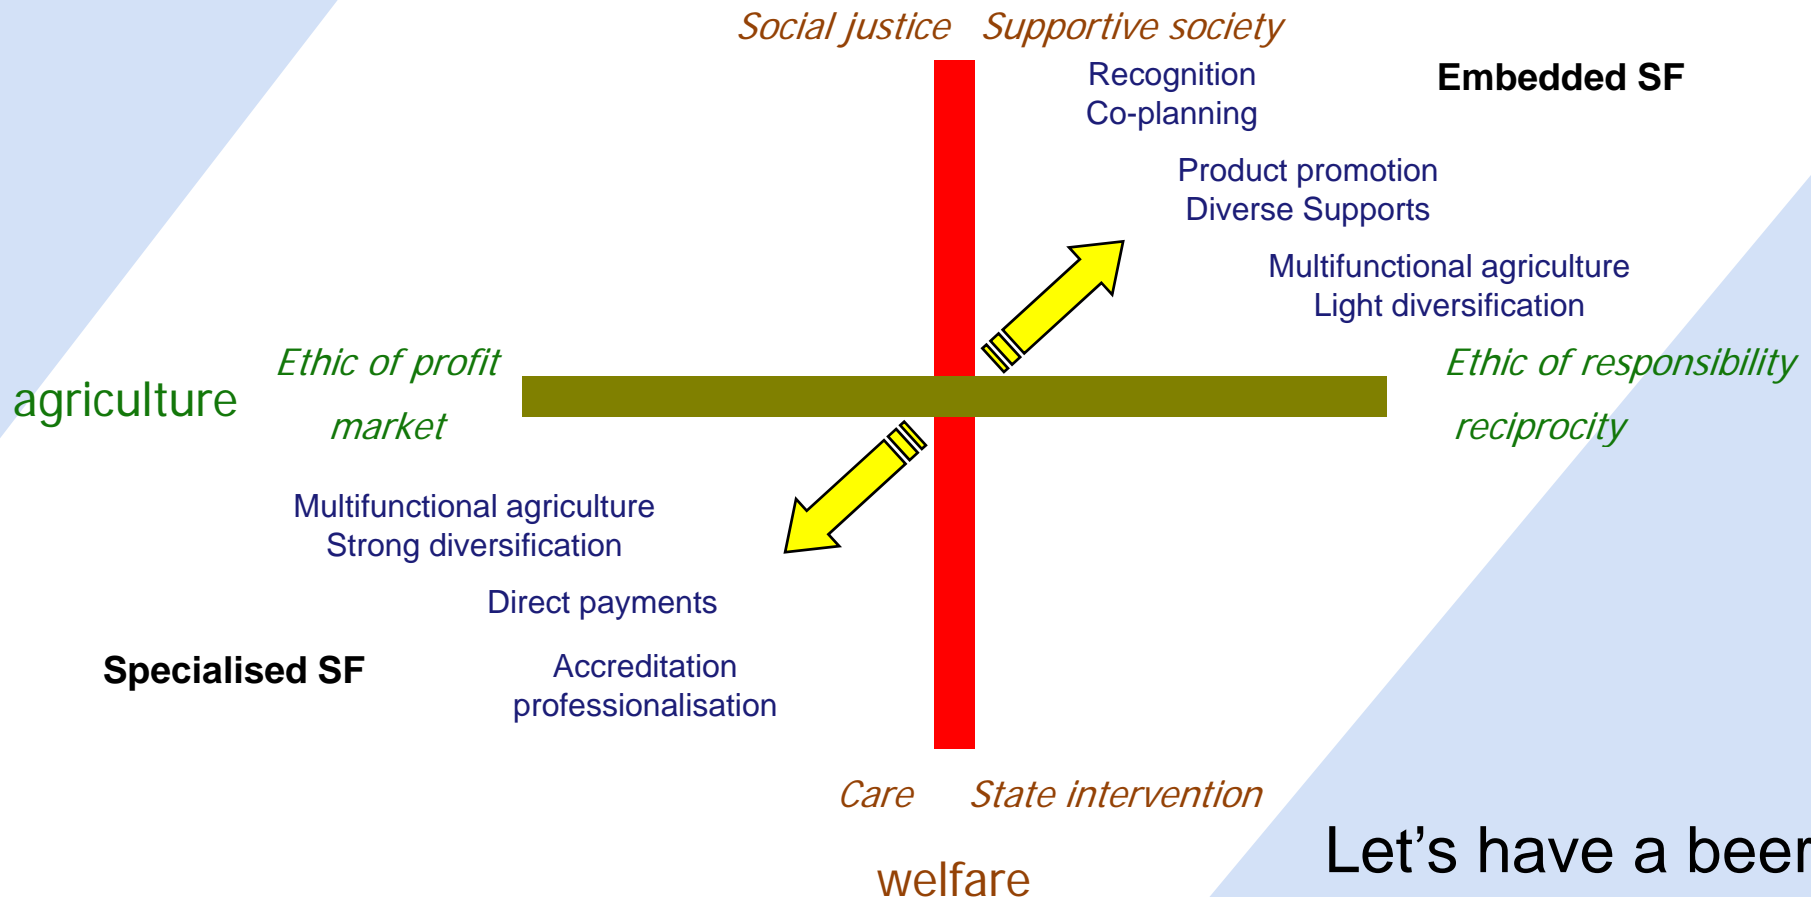 Social justice Supportive society
Recognition
Co-planning
Embedded SF
Product promotion
Diverse Supports
Multifunctional agriculture
Light diversification
agriculture
Ethic of profit
market
Ethic of responsibility
reciprocity
Multifunctional agriculture
Strong diversification
Direct payments
Specialised SF
Accreditation
professionalisation
Care State intervention
welfare
Let’s have a beer